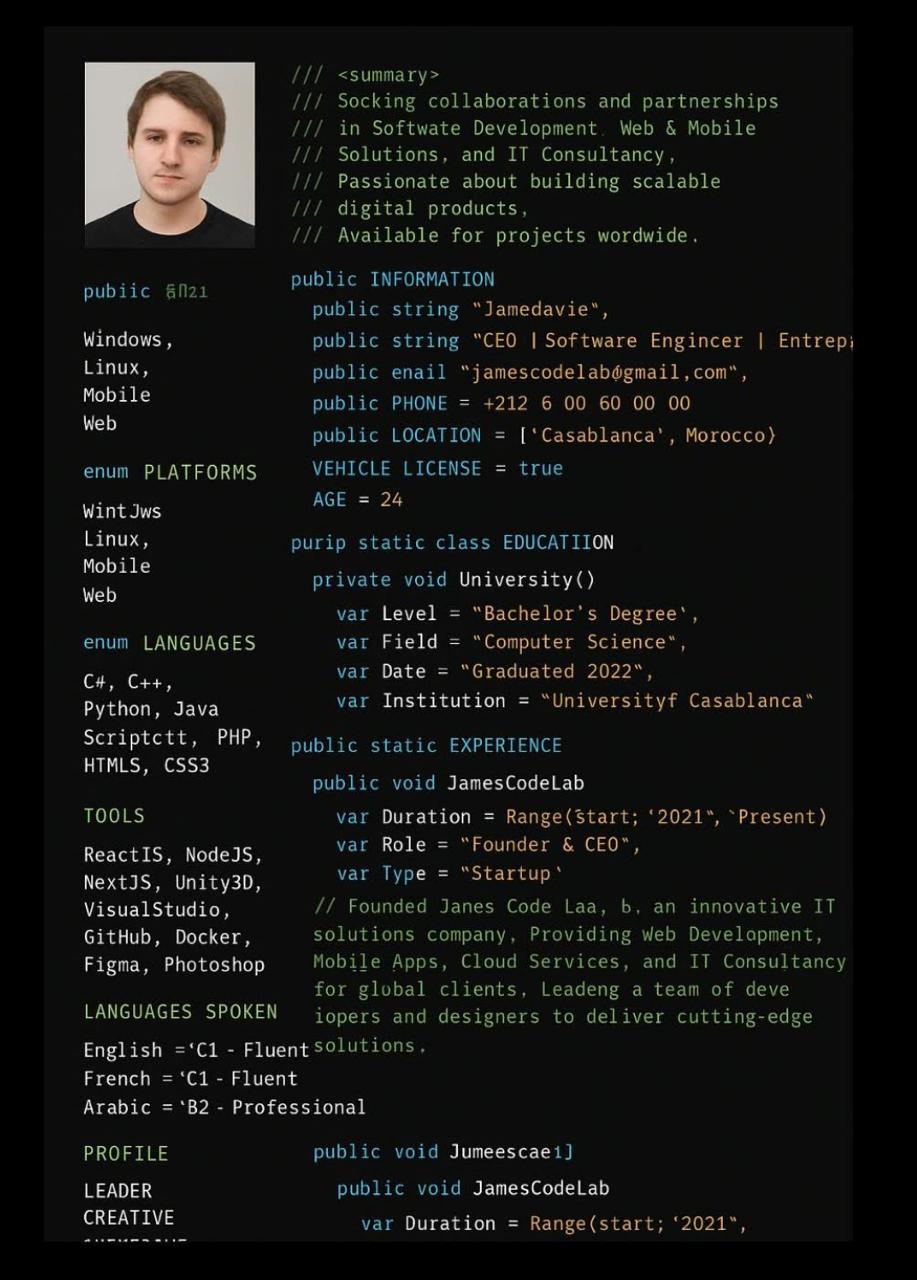 /// <summary>
/// Socking collaborations and partnerships
/// in Softwate Development. Web & Mobile
/// Solutions, and IT Consultancy,
/// Passionate about building scalable
/// digital products,
/// Available for projects wordwide.
pubiic
Windows,
Linux,
Mobile
Web
enum PLATFORMS
WintJws
Linux,
Mobile
Web
enum LANGUAGES
C#, C++,
Python, Java
Scriptctt, PHP,
HTMLS, CSS3
TOOLS
ReactIS, NodeJS,
NextJS, Unity3D,
VisualStudio,
GitHub, Docker,
Figma, Photoshop
LANGUAGES SPOKEN
English =‘C1 - Fluent
French = ‘C1 - Fluent
Arabic = ‘B2 - Professional
PROFILE
LEADER
CREATIVE
public INFORMATION
public string "Jamedavie",
public string "CEO | Software Engincer | Entrep
public enail "jamescodelab@gmail,com",
public PHONE = +212 6 00 60 00 00
public LOCATION = [‘Casablanca‘, Morocco)
VEHICLE LICENSE = true
AGE = 24
purip static class EDUCATIION
private void University()
var Level = "Bachelor's Degree‘,
var Field = "Computer Science",
var Date = "Graduated 2022",
var Institution = "Universityf Casablanca"
public static EXPERIENCE
public void JamesCodeLab
var Duration = Range(start; ‘2021", `Present)
var Role = "Founder & CEO",
var Type = "Startup‘
// Founded Janes Code Laa, b. an innovative IT
solutions company, Providing Web Development,
Mobile Apps, Cloud Services, and IT Consultancy
for global clients, Leadeng a team of deve
iopers and designers to deliver cutting-edge
solutions.
public void Jumeescae1]
public void JamesCodeLab
var Duration = Range(start; ‘2021",